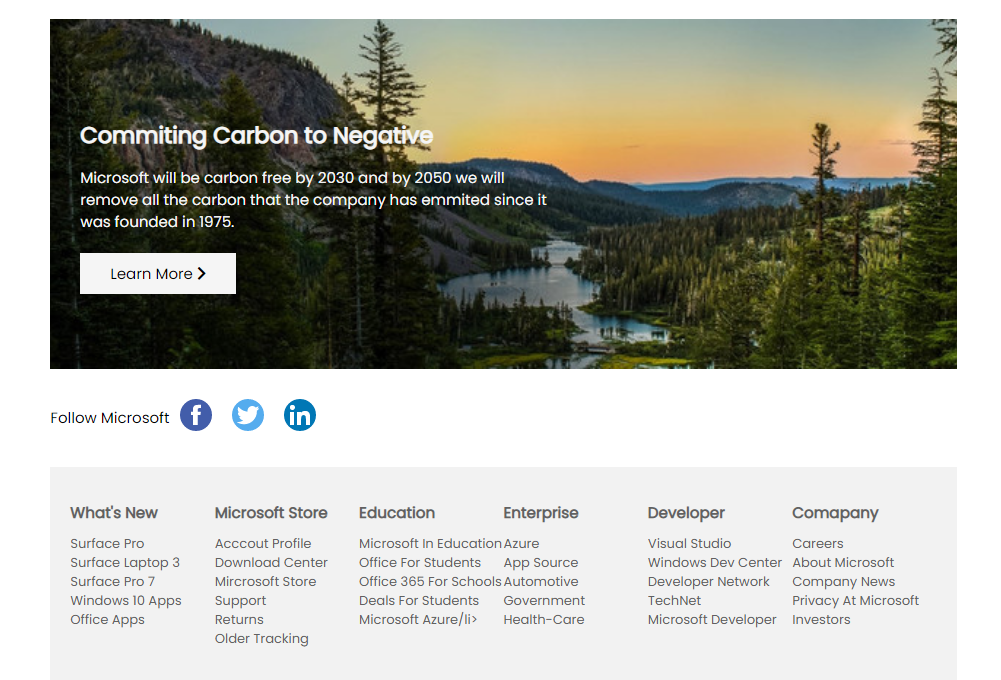 Commiting Carbon to Negative
Microsoft will be carbon free by 2030 and by 2050 we will
remove all the carbon that the company has emmited since it
was founded in 1975.
Learn More
Follow Microsoft
What's New
Surface Pro
Surface Laptop 3
Surface Pro 7
Windows 10 Apps
Office Apps
Microsoft Store
Acccout Profile
Download Center
Mircrosoft Store
Support
Returns
Older Tracking
Education
Microsoft In Education
Office For Students
Office 365 For Schools
Deals For Students
Microsoft Azure/li>
Enterprise
Azure
App Source
Automotive
Government
Health-Care
Developer
Visual Studio
Windows Dev Center
Developer Network
TechNet
Microsoft Developer
Comapany
Careers
About Microsoft
Company News
Privacy At Microsoft
Investors